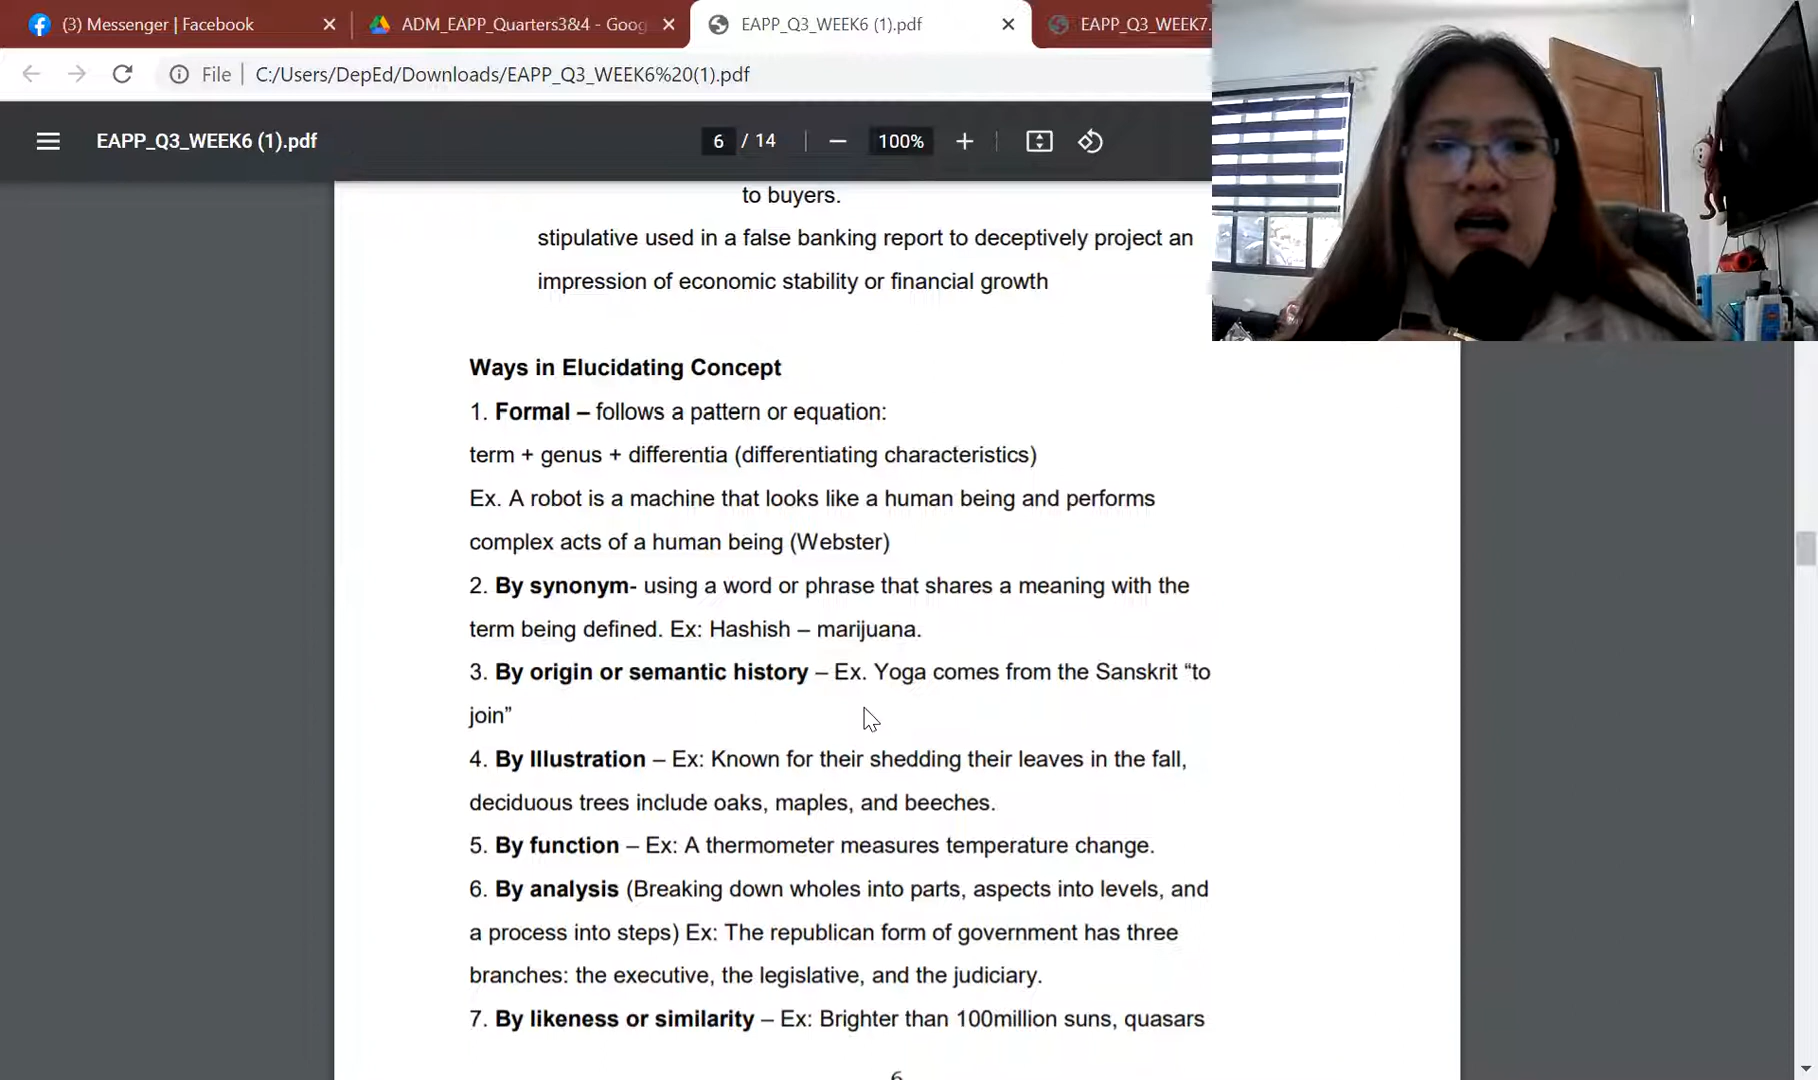 (3) Messenger | Facebook
ADM_EAPP_Quarters3&4 - Goog
EAPP_Q3_WEEK6 (1).pdf
EAPP_Q3_WEEK7.
File
C:/Users/DepEd/Downloads/EAPP_Q3_WEEK6%20(1).pdf
EAPP_Q3_WEEK6 (1).pdf
6 / 14
100%
to buyers.
stipulative used in a false banking report to deceptively project an
impression of economic stability or financial growth
Ways in Elucidating Concept
1. Formal – follows a pattern or equation:
term + genus + differentia (differentiating characteristics)
Ex. A robot is a machine that looks like a human being and performs
complex acts of a human being (Webster)
2. By synonym- using a word or phrase that shares a meaning with the
term being defined. Ex: Hashish – marijuana.
3. By origin or semantic history – Ex. Yoga comes from the Sanskrit “to
join”
4. By Illustration – Ex: Known for their shedding their leaves in the fall,
deciduous trees include oaks, maples, and beeches.
5. By function – Ex: A thermometer measures temperature change.
6. By analysis (Breaking down wholes into parts, aspects into levels, and
a process into steps) Ex: The republican form of government has three
branches: the executive, the legislative, and the judiciary.
7. By likeness or similarity – Ex: Brighter than 100million suns, quasars
6